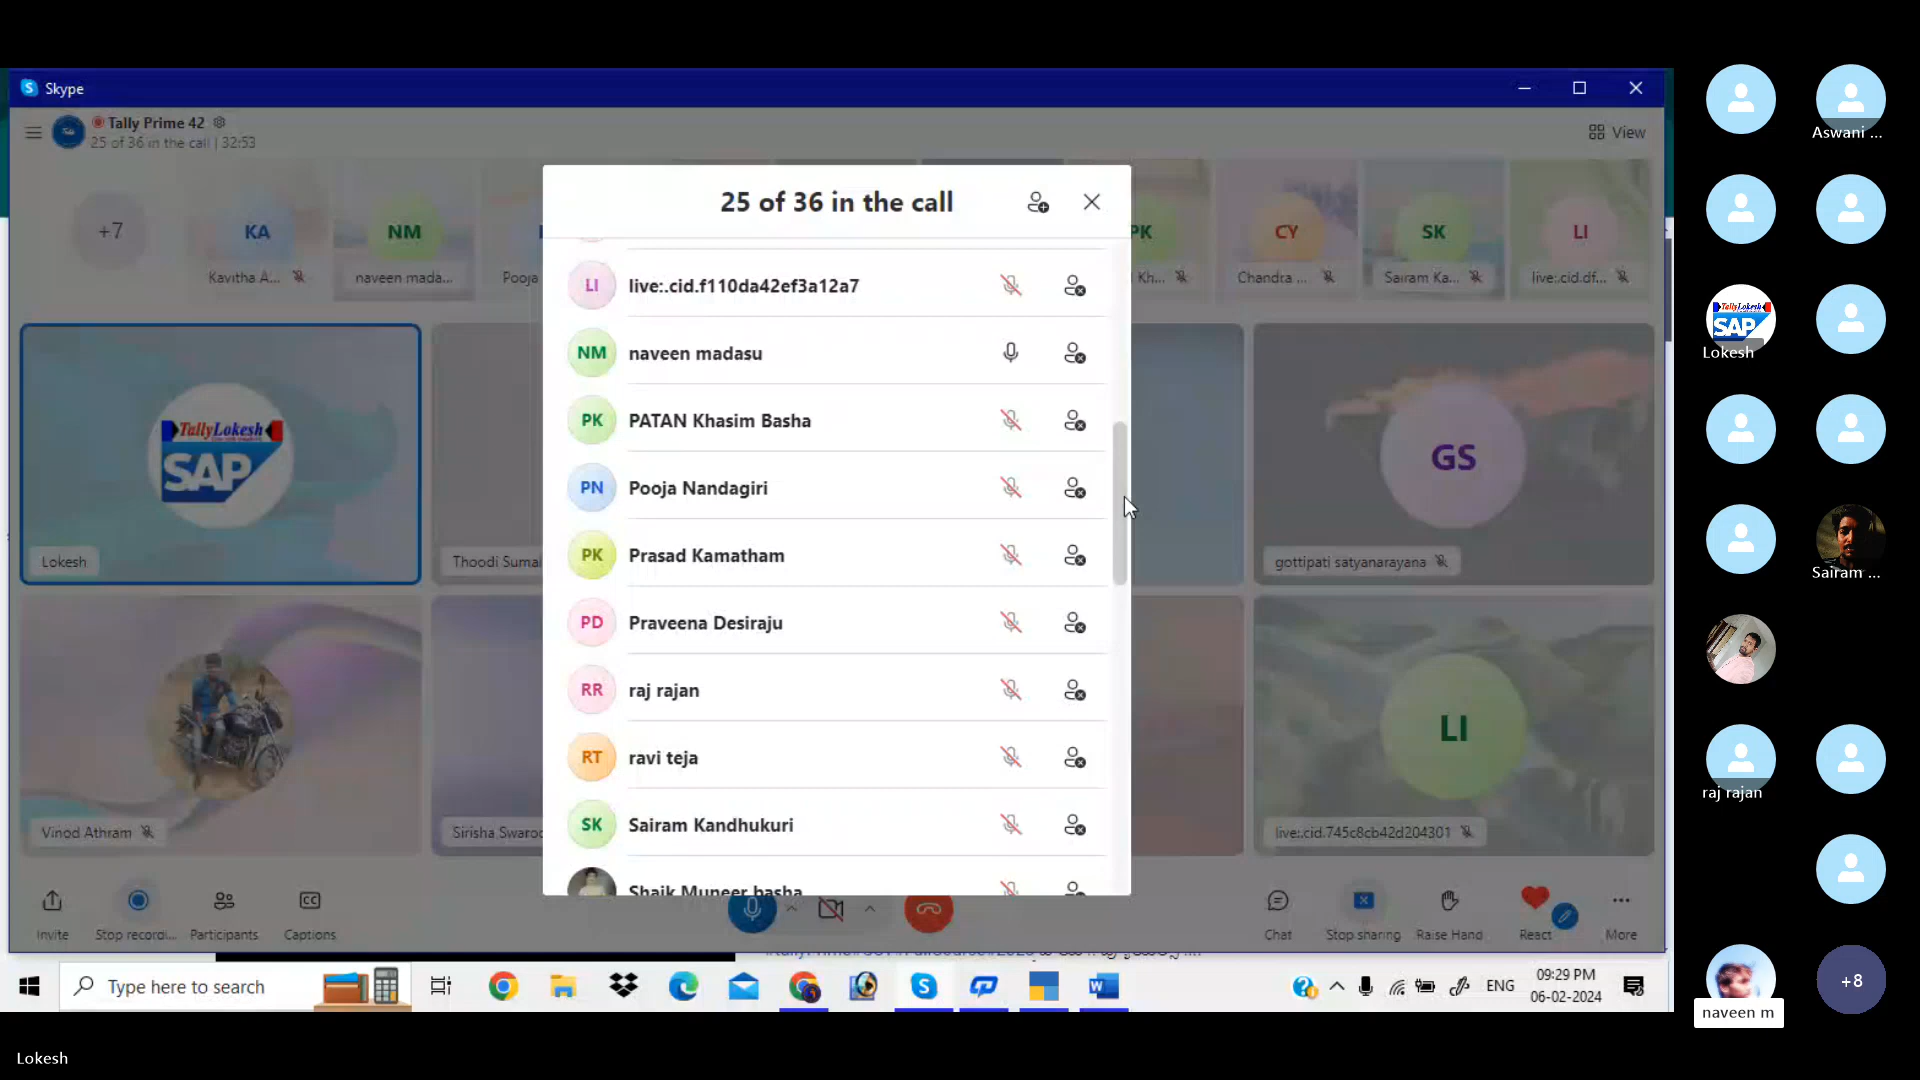 Skype
Tally Prime 42
25 of 36 in the call | 32:53
View
+7
KA
Kavitha A...
NM
naveen mada...
Pooja
PK
Kh...
CY
Chandra ...
SK
Sairam Ka...
LI
live:.cid.df...
25 of 36 in the call
LI live:.cid.f110da42ef3a12a7
NM naveen madasu
PK PATAN Khasim Basha
PN Pooja Nandagiri
PK Prasad Kamatham
PD Praveena Desiraju
RR raj rajan
RT ravi teja
SK Sairam Kandhukuri
Shaik Muneer basha
TallyLokesh
SAP
Lokesh
Thoodi Sumal
GS
gottipati satyanarayana
Vinod Athram
Sirisha Swaroo
LI
live:.cid.745c8cb42d204301
Invite
Stop recordi...
Participants
Captions
Chat
Stop sharing
Raise Hand
React
More
Type here to search
ENG
09:29 PM
06-02-2024
Aswani ...
TallyLokesh
SAP
Lokesh
Sairam ...
raj rajan
naveen m
+8
Lokesh